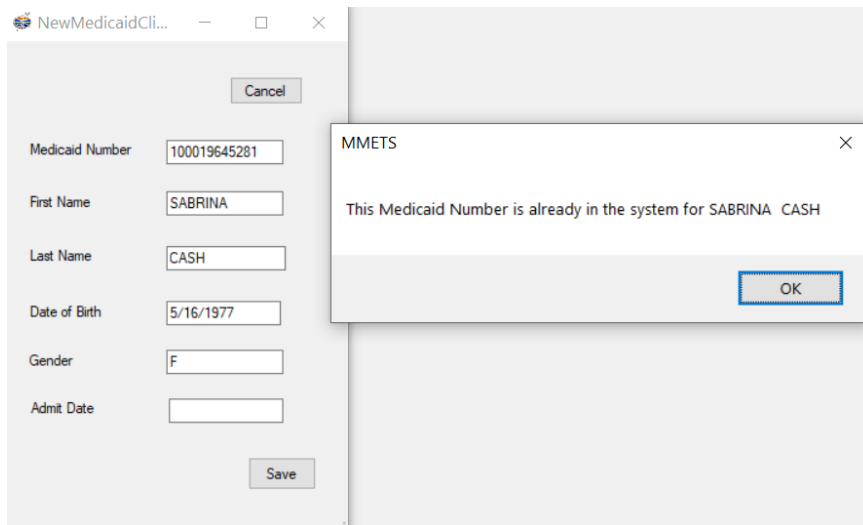 NewMedicaidCli...
Cancel
MMETS
Medicaid Number 100019645281
This Medicaid Number is already in the system for SABRINA  CASH
First Name SABRINA
Last Name CASH
OK
Date of Birth 5/16/1977
Gender F
Admit Date
Save